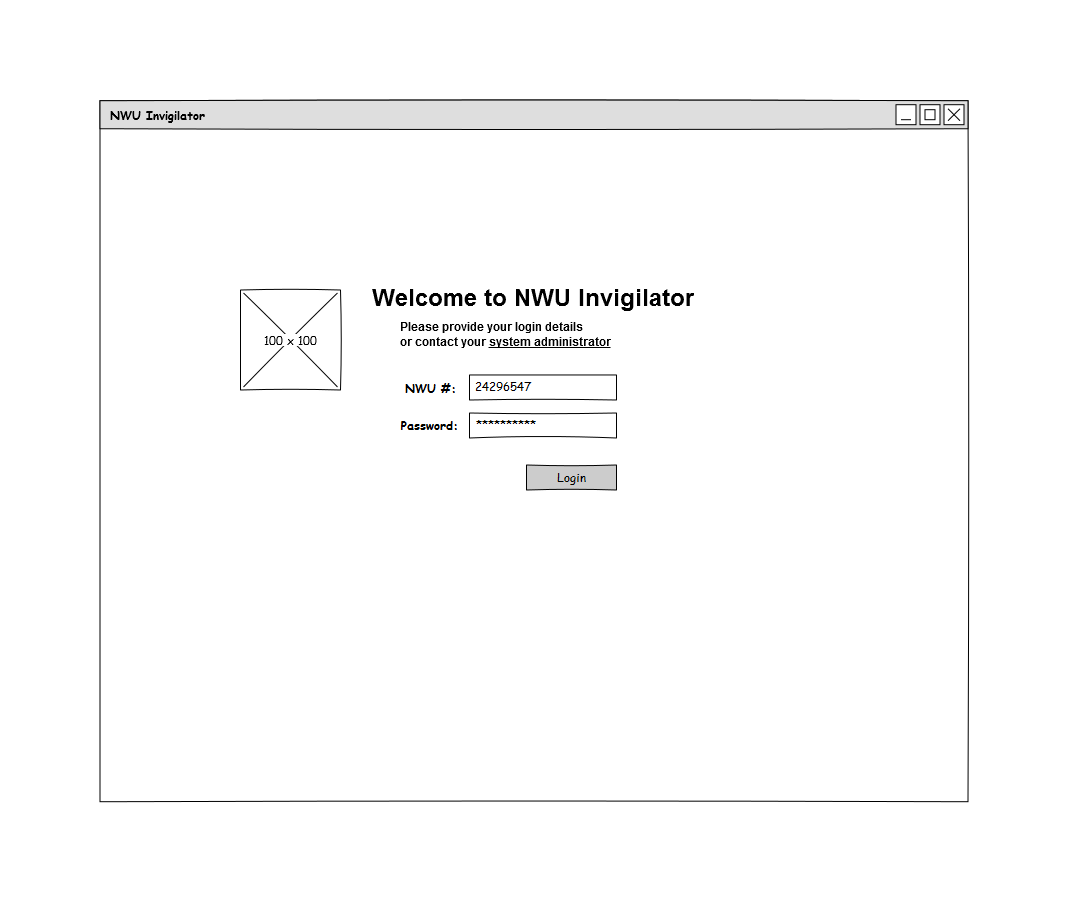 NWU Invigilator
Welcome to NWU Invigilator
Please provide your login details
or contact your system administrator
100 x 100
NWU #: 24296547
Password: **********
Login